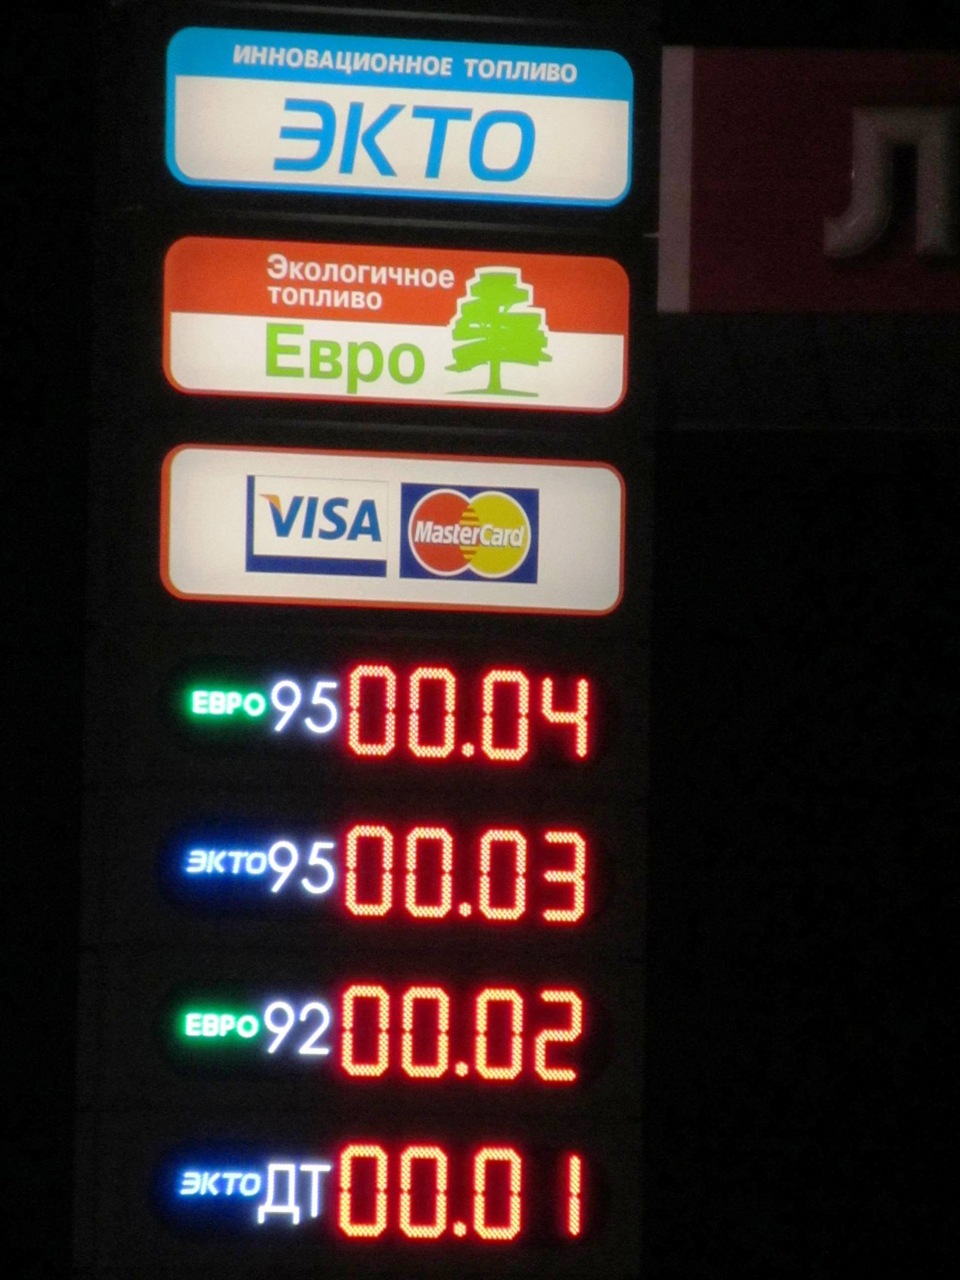 ИННОВАЦИОННОЕ ТОПЛИВО
ЭКТО
Экологичное
топливо
Евро
VISA MasterCard
ЕВРО 95 00.04
ЭКТО 95 00.03
ЕВРО 92 00.02
ЭКТО ДТ 00.01